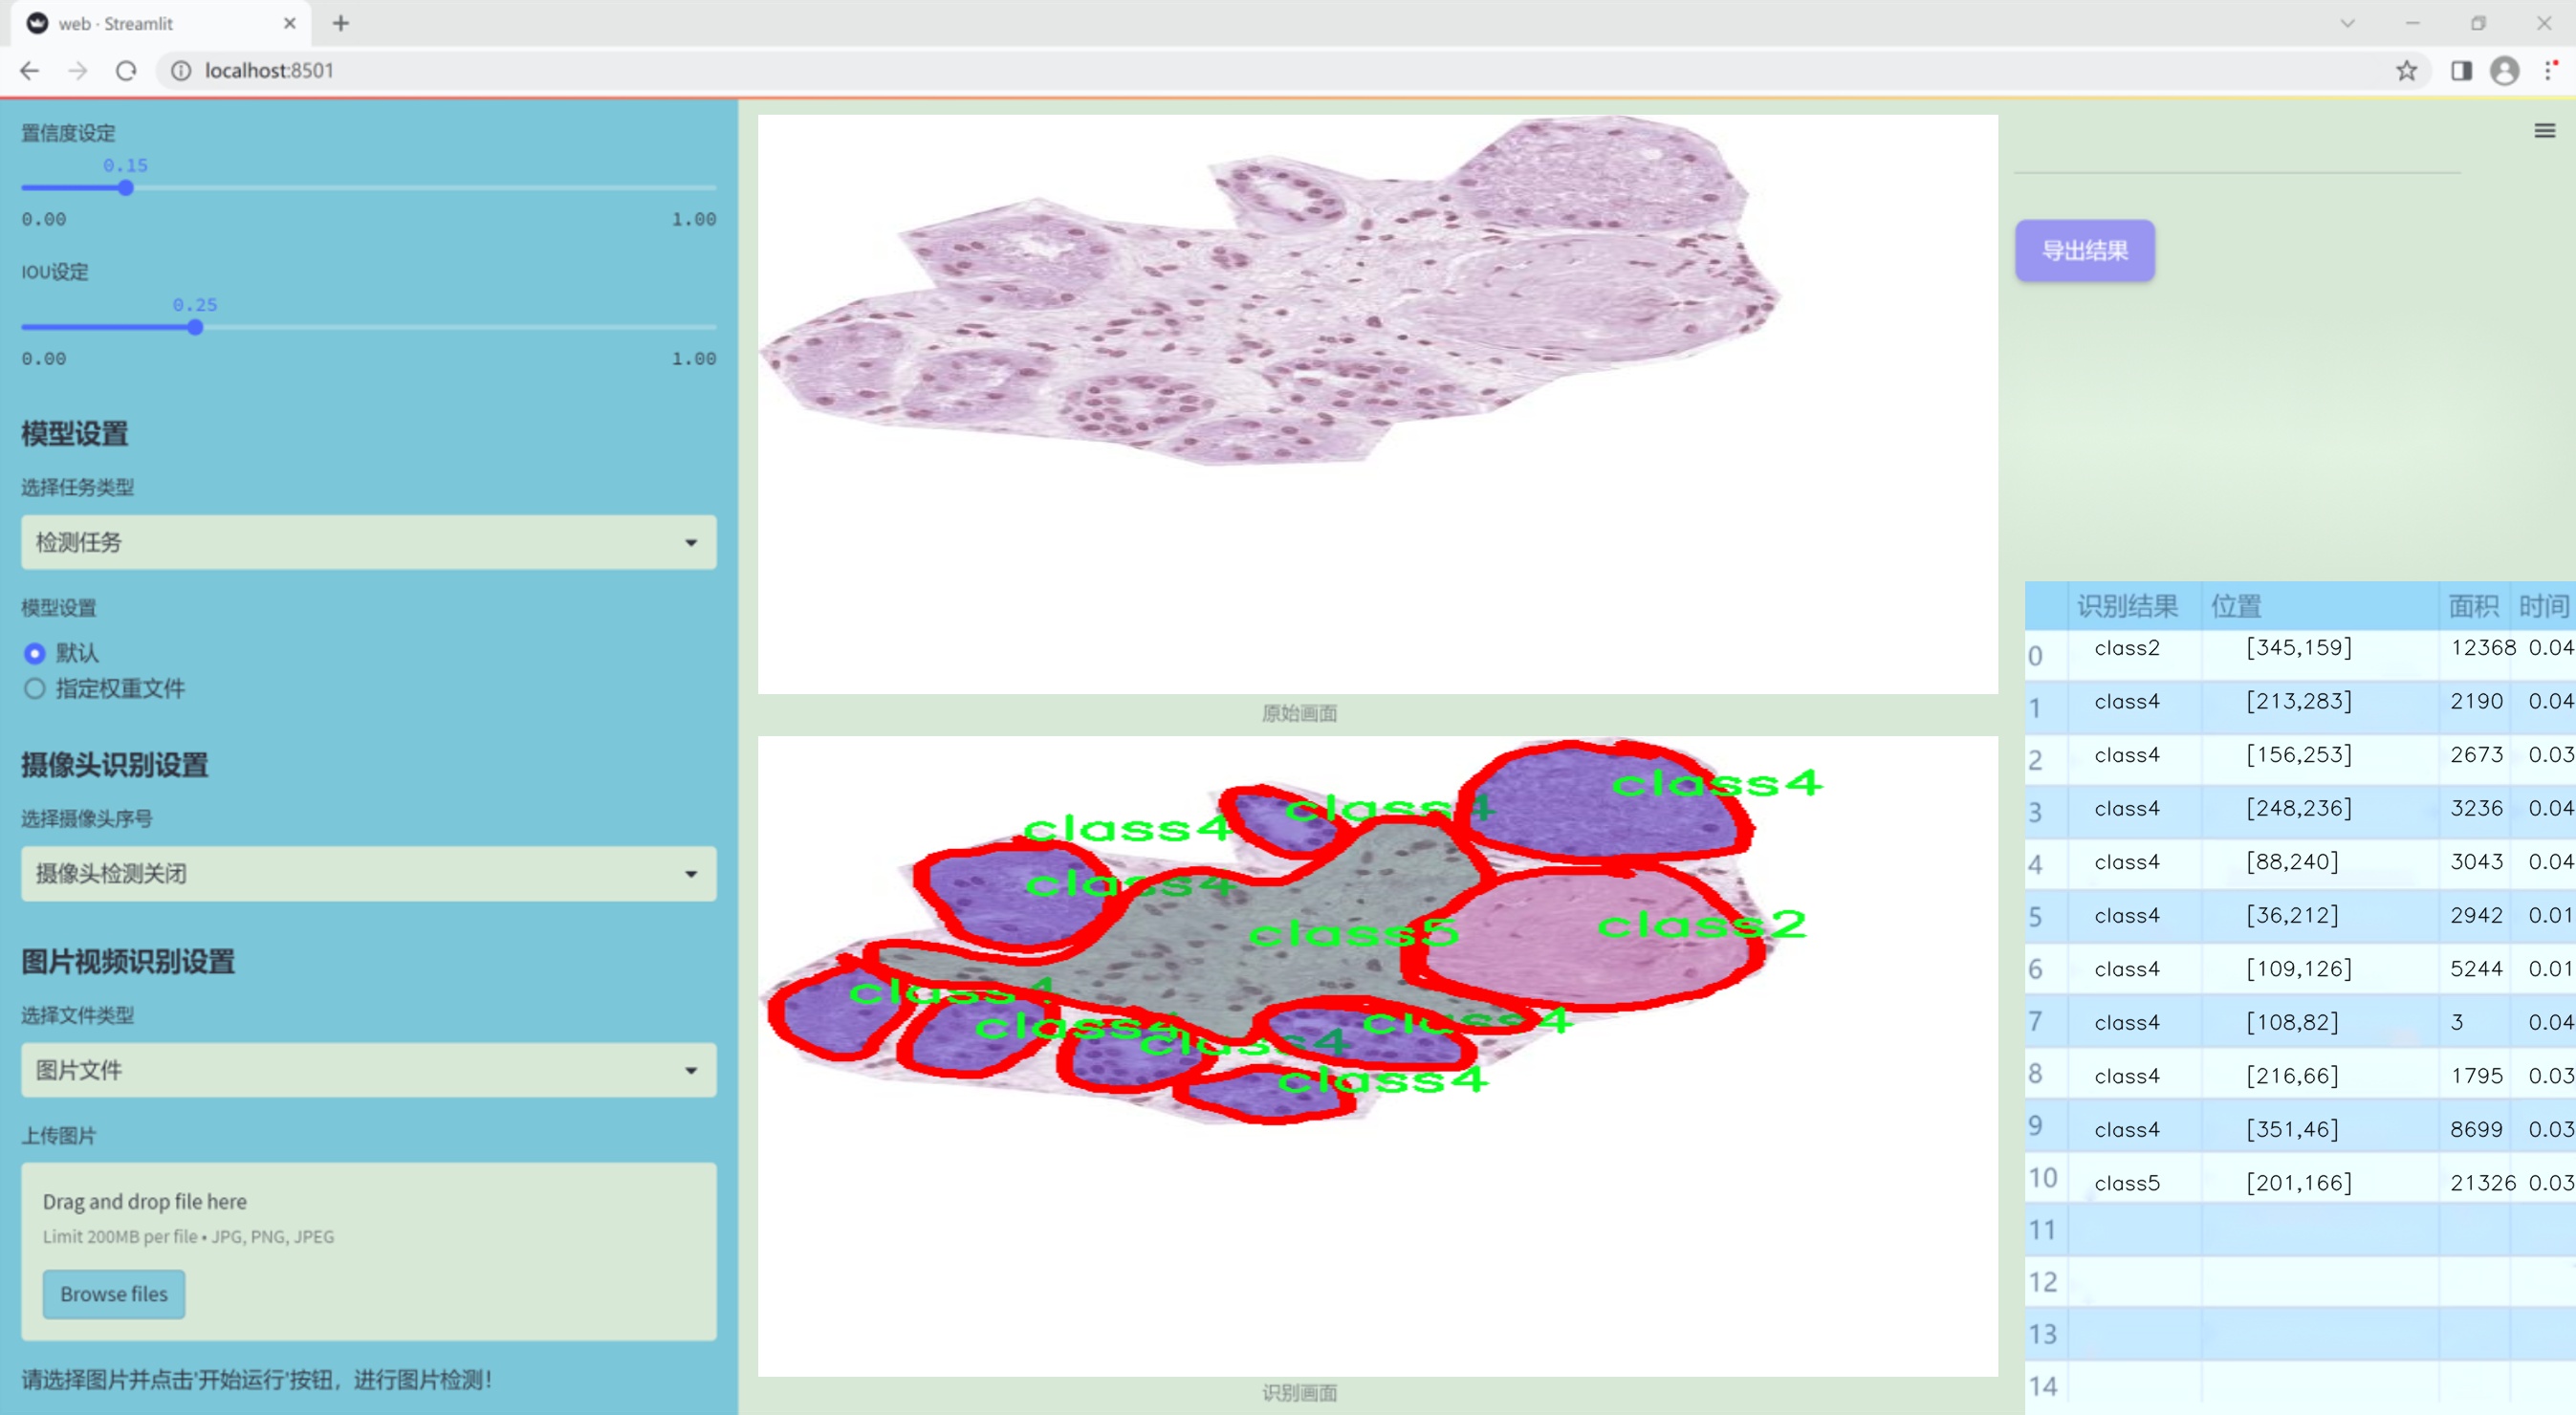 web · Streamlit
localhost:8501
置信度设定
0.15
0.00 1.00
IOU设定
0.25
0.00 1.00
模型设置
选择任务类型
检测任务
模型设置
默认
指定权重文件
摄像头识别设置
选择摄像头序号
摄像头检测关闭
图片视频识别设置
选择文件类型
图片文件
上传图片
Drag and drop file here
Limit 200MB per file • JPG, PNG, JPEG
Browse files
请选择图片并点击'开始运行'按钮，进行图片检测！
原始画面
class4
class4
class4
class4
class2
class5
class4
class4
class4
class4
class4
识别画面
导出结果
识别结果 位置 面积 时间
0 class2 [345,159] 12368 0.04
1 class4 [213,283] 2190 0.04
2 class4 [156,253] 2673 0.03
3 class4 [248,236] 3236 0.04
4 class4 [88,240] 3043 0.04
5 class4 [36,212] 2942 0.01
6 class4 [109,126] 5244 0.01
7 class4 [108,82] 3 0.04
8 class4 [216,66] 1795 0.03
9 class4 [351,46] 8699 0.03
10 class5 [201,166] 21326 0.03
11
12
13
14